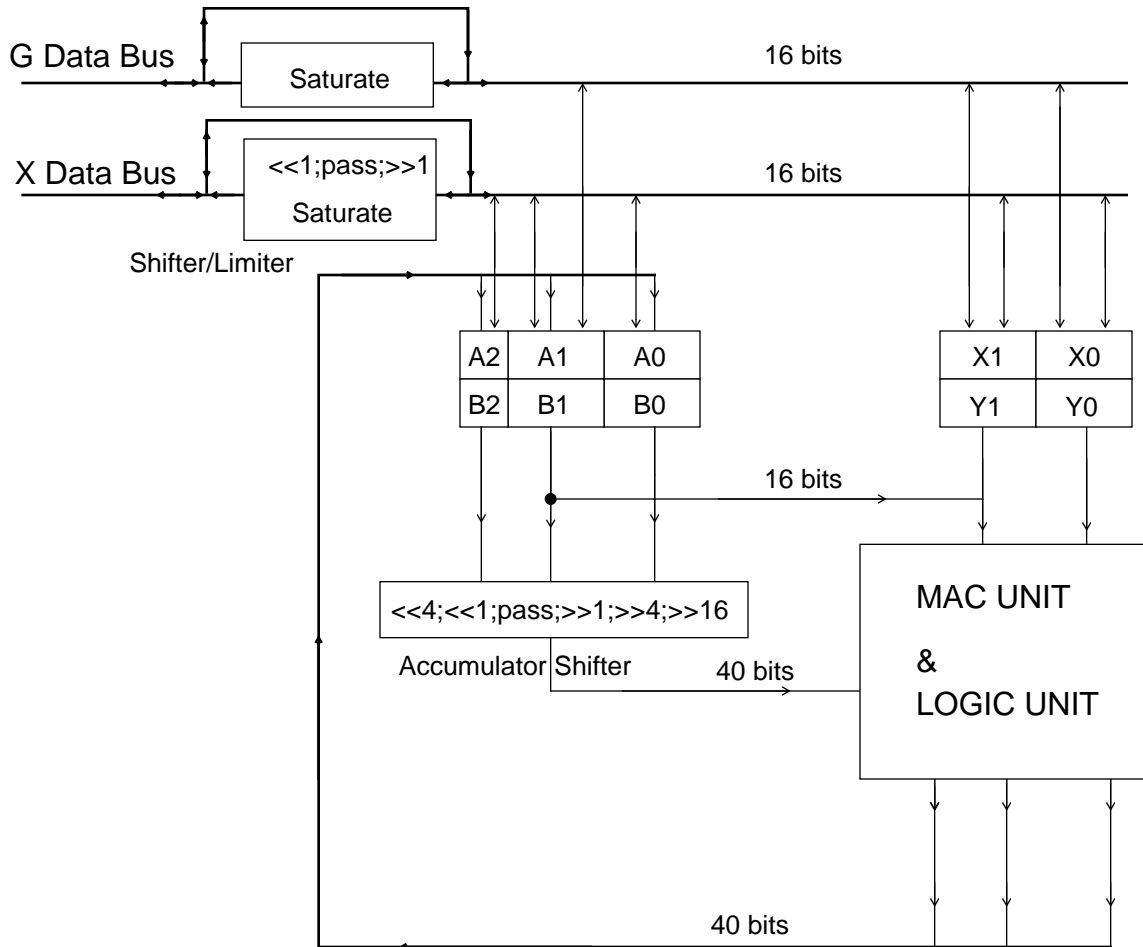 G Data Bus
16 bits
Saturate
X Data Bus
<<1;pass;>>1
16 bits
Saturate
Shifter/Limiter
A2 A1 A0 X1 X0
B2 B1 B0 Y1 Y0
16 bits
<<4;<<1;pass;>>1;>>4;>>16
MAC UNIT
&
LOGIC UNIT
Accumulator Shifter
40 bits
40 bits